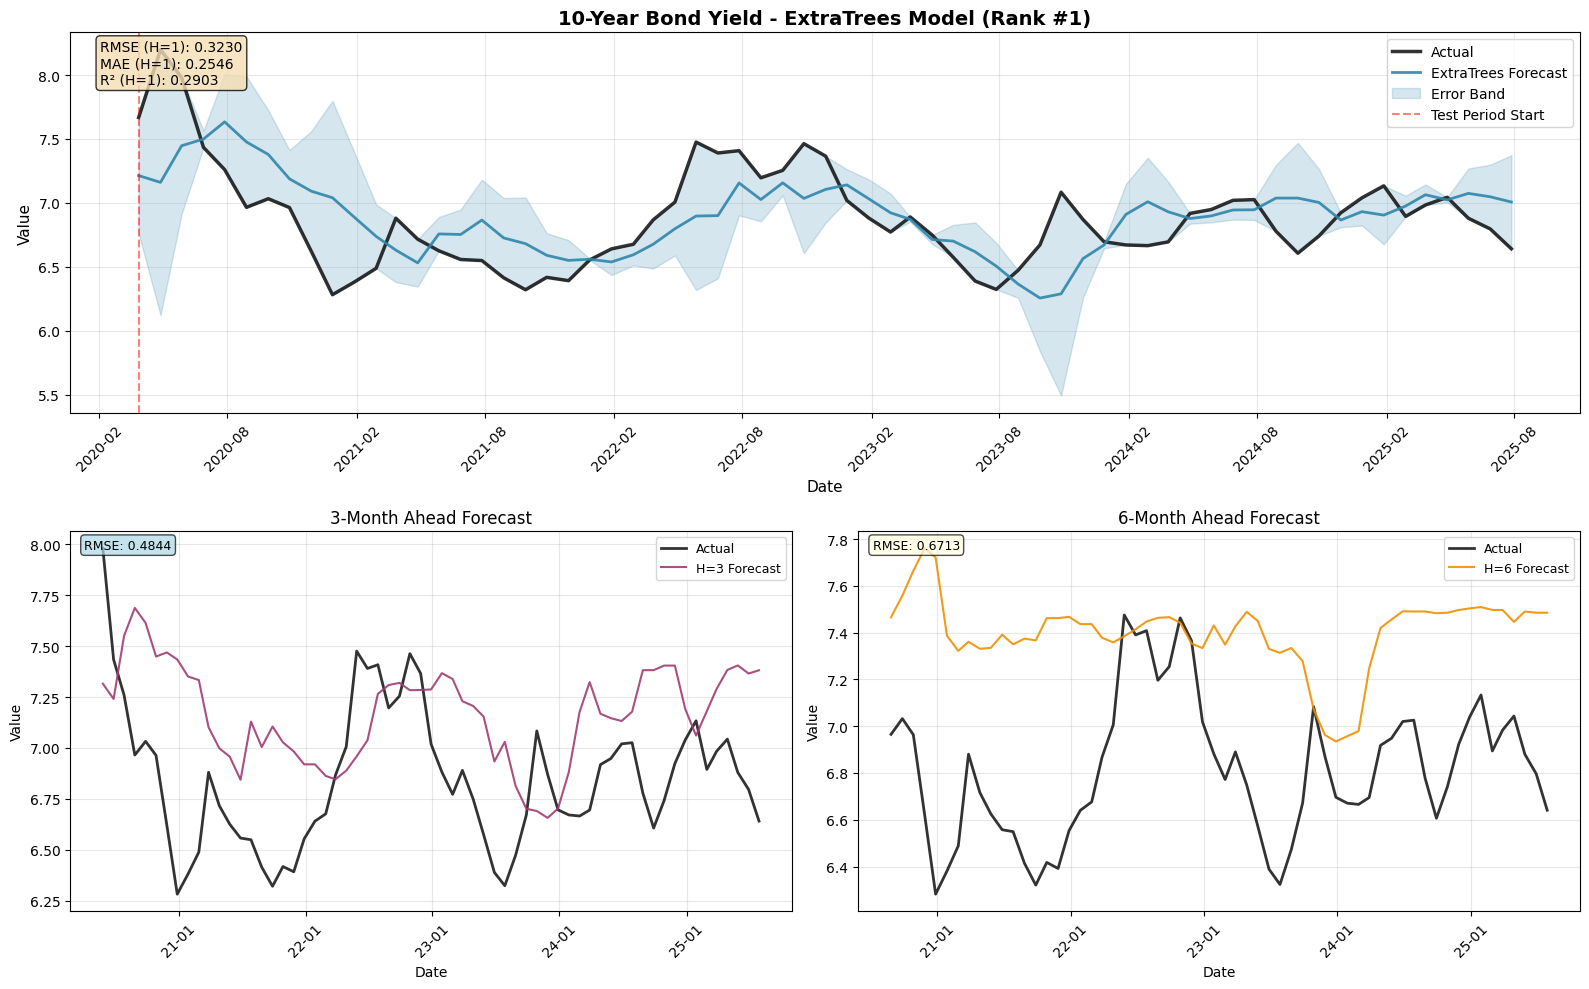 10-Year Bond Yield - ExtraTrees Model (Rank #1)
RMSE (H=1): 0.3230
MAE (H=1): 0.2546
R² (H=1): 0.2903
Actual
ExtraTrees Forecast
Error Band
Test Period Start
Value
8.0
7.5
7.0
6.5
6.0
5.5
2020-02
2020-08
2021-02
2021-08
2022-02
2022-08
2023-02
2023-08
2024-02
2024-08
2025-02
2025-08
Date
3-Month Ahead Forecast
RMSE: 0.4844
Actual
H=3 Forecast
Value
8.00
7.75
7.50
7.25
7.00
6.75
6.50
6.25
21-01
22-01
23-01
24-01
25-01
Date
6-Month Ahead Forecast
RMSE: 0.6713
Actual
H=6 Forecast
Value
7.8
7.6
7.4
7.2
7.0
6.8
6.6
6.4
21-01
22-01
23-01
24-01
25-01
Date